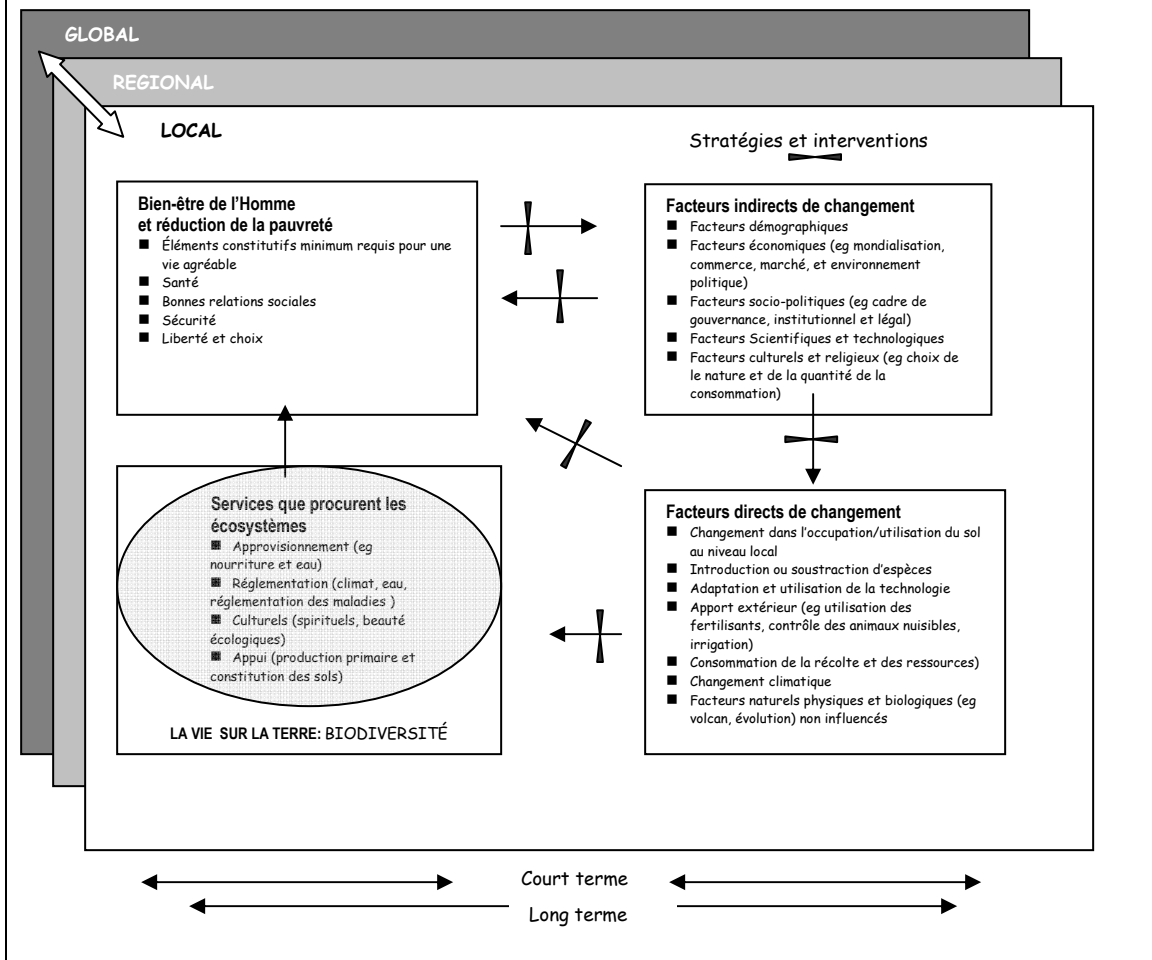 GLOBAL
REGIONAL
LOCAL
Stratégies et interventions
Bien-être de l'Homme
et réduction de la pauvreté
■ Éléments constitutifs minimum requis pour une
vie agréable
■ Santé
■ Bonnes relations sociales
■ Sécurité
■ Liberté et choix
Facteurs indirects de changement
■ Facteurs démographiques
■ Facteurs économiques (eg mondialisation,
commerce, marché, et environnement
politique)
■ Facteurs socio-politiques (eg cadre de
gouvernance, institutionnel et légal)
■ Facteurs Scientifiques et technologiques
■ Facteurs culturels et religieux (eg choix de
le nature et de la quantité de la
consommation)
Services que procurent les
écosystèmes
■ Approvisionnement (eg
nourriture et eau)
■ Réglementation (climat, eau,
réglementation des maladies )
■ Culturels (spirituels, beauté
écologiques)
■ Appui (production primaire et
constitution des sols)
LA VIE SUR LA TERRE: BIODIVERSITÉ
Facteurs directs de changement
■ Changement dans l'occupation/utilisation du sol
au niveau local
■ Introduction ou soustraction d'espèces
■ Adaptation et utilisation de la technologie
■ Apport extérieur (eg utilisation des
fertilisants, contrôle des animaux nuisibles,
irrigation)
■ Consommation de la récolte et des ressources)
■ Changement climatique
■ Facteurs naturels physiques et biologiques (eg
volcan, évolution) non influencés
Court terme
Long terme